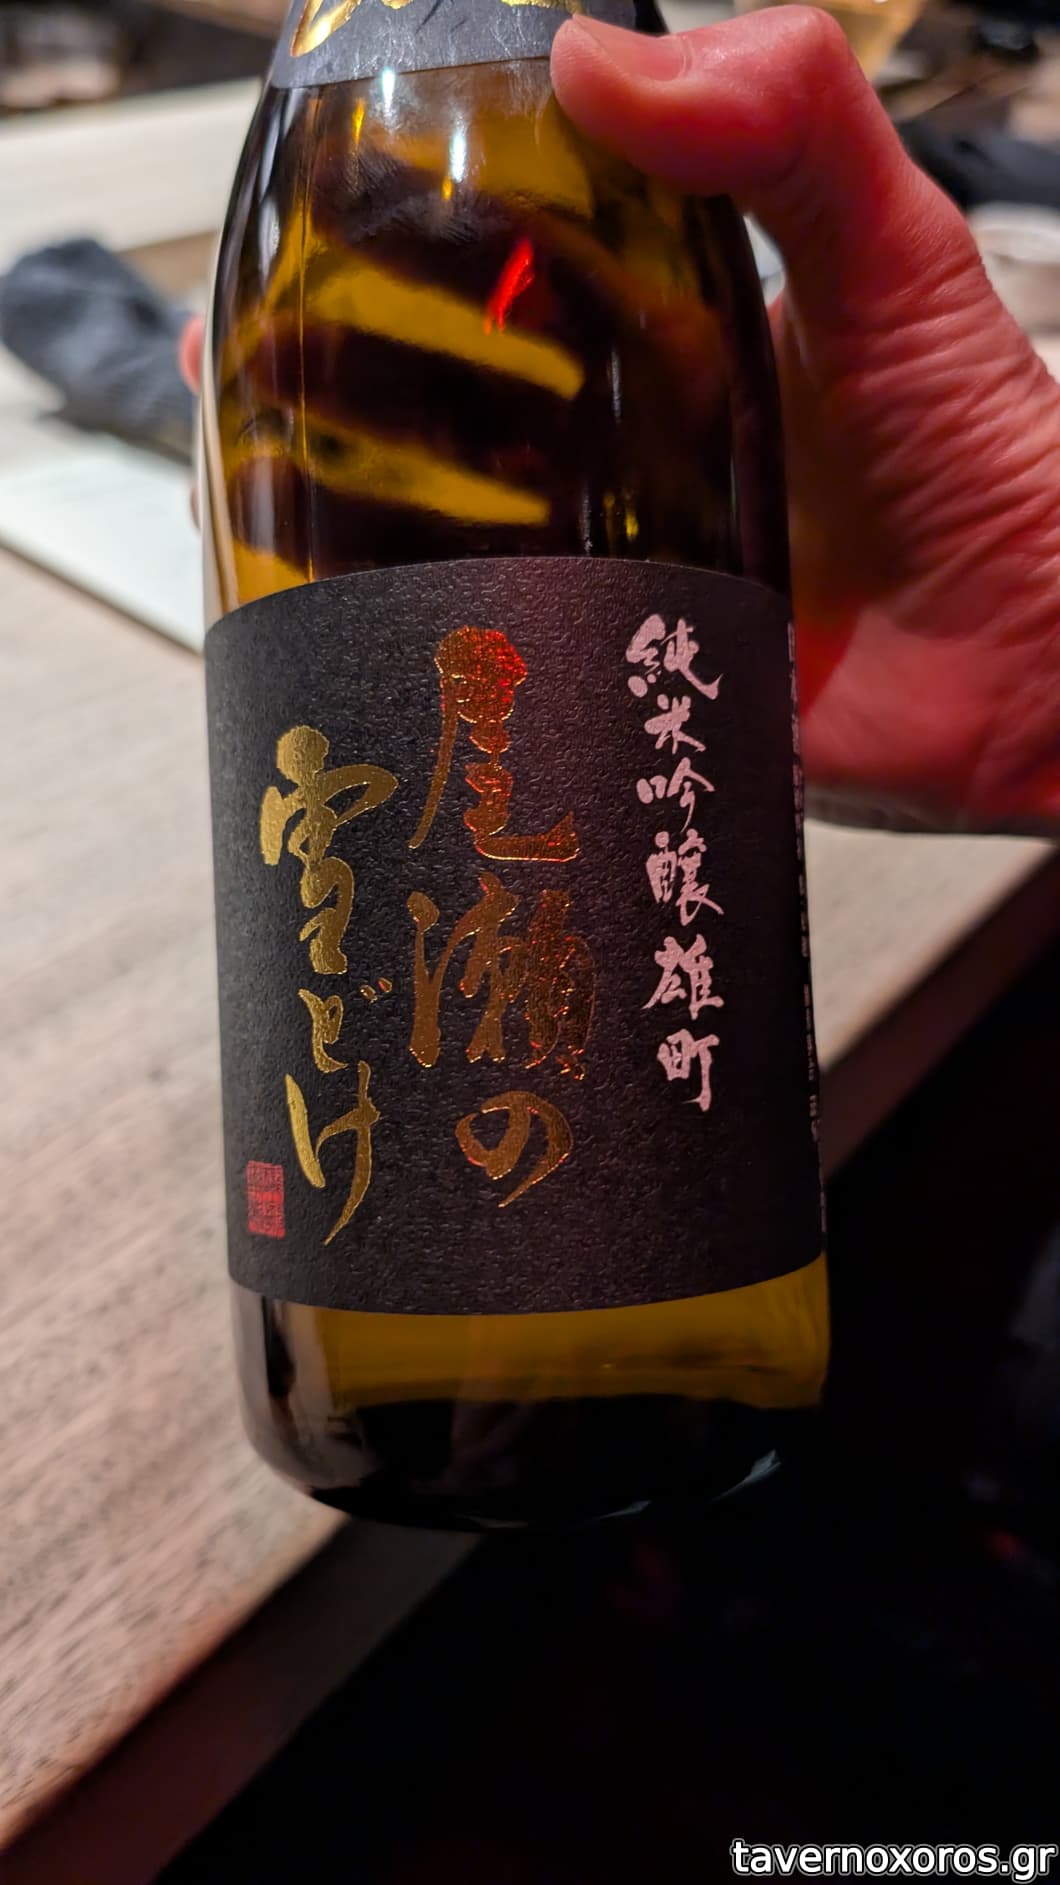 純米吟醸雄町
尾瀬の
雪どけ
tavernoxoros.gr